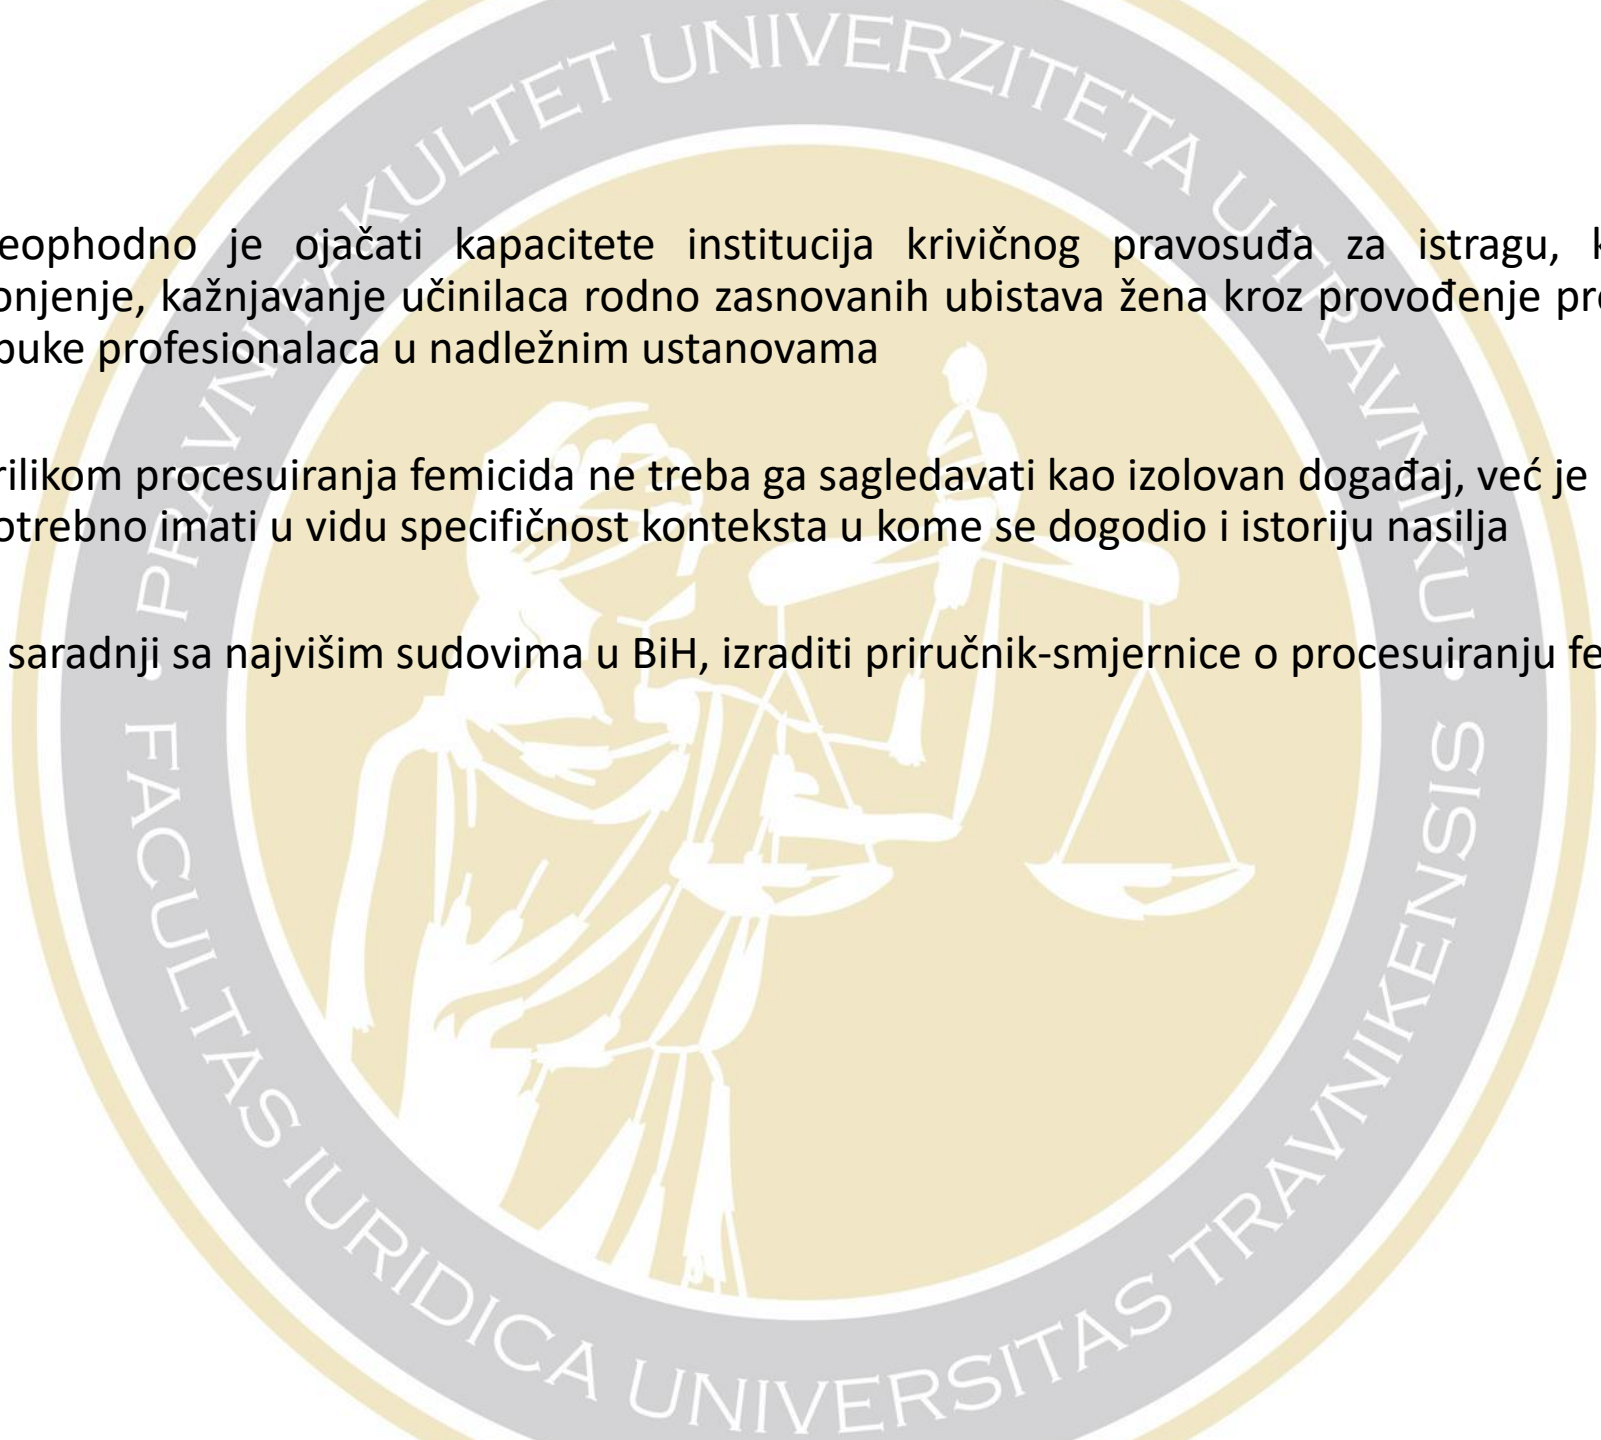 eophodno je ojačati kapacitete institucija krivičnog pravosuđa za istragu, k
onjenje, kažnjavanje učinilaca rodno zasnovanih ubistava žena kroz provođenje pro
buke profesionalaca u nadležnim ustanovama
rilikom procesuiranja femicida ne treba ga sagledavati kao izolovan događaj, već je
otrebno imati u vidu specifičnost konteksta u kome se dogodio i istoriju nasilja
saradnji sa najvišim sudovima u BiH, izraditi priručnik-smjernice o procesuiranju fe
PRAVNI FAKULTET UNIVERZITETA U TRAVNIKU
FACULTAS IURIDICA UNIVERSITAS TRAVNIKENSIS